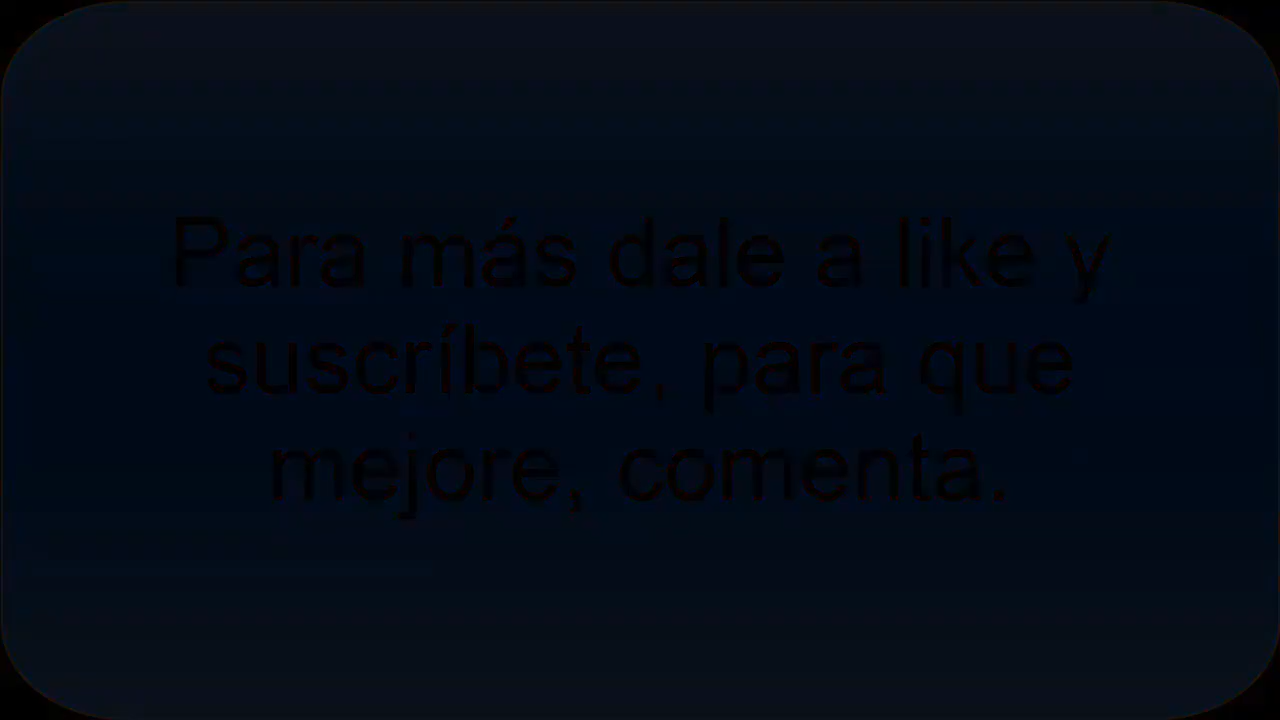 Para más dale a like y
suscríbete, para que
mejore, comenta.